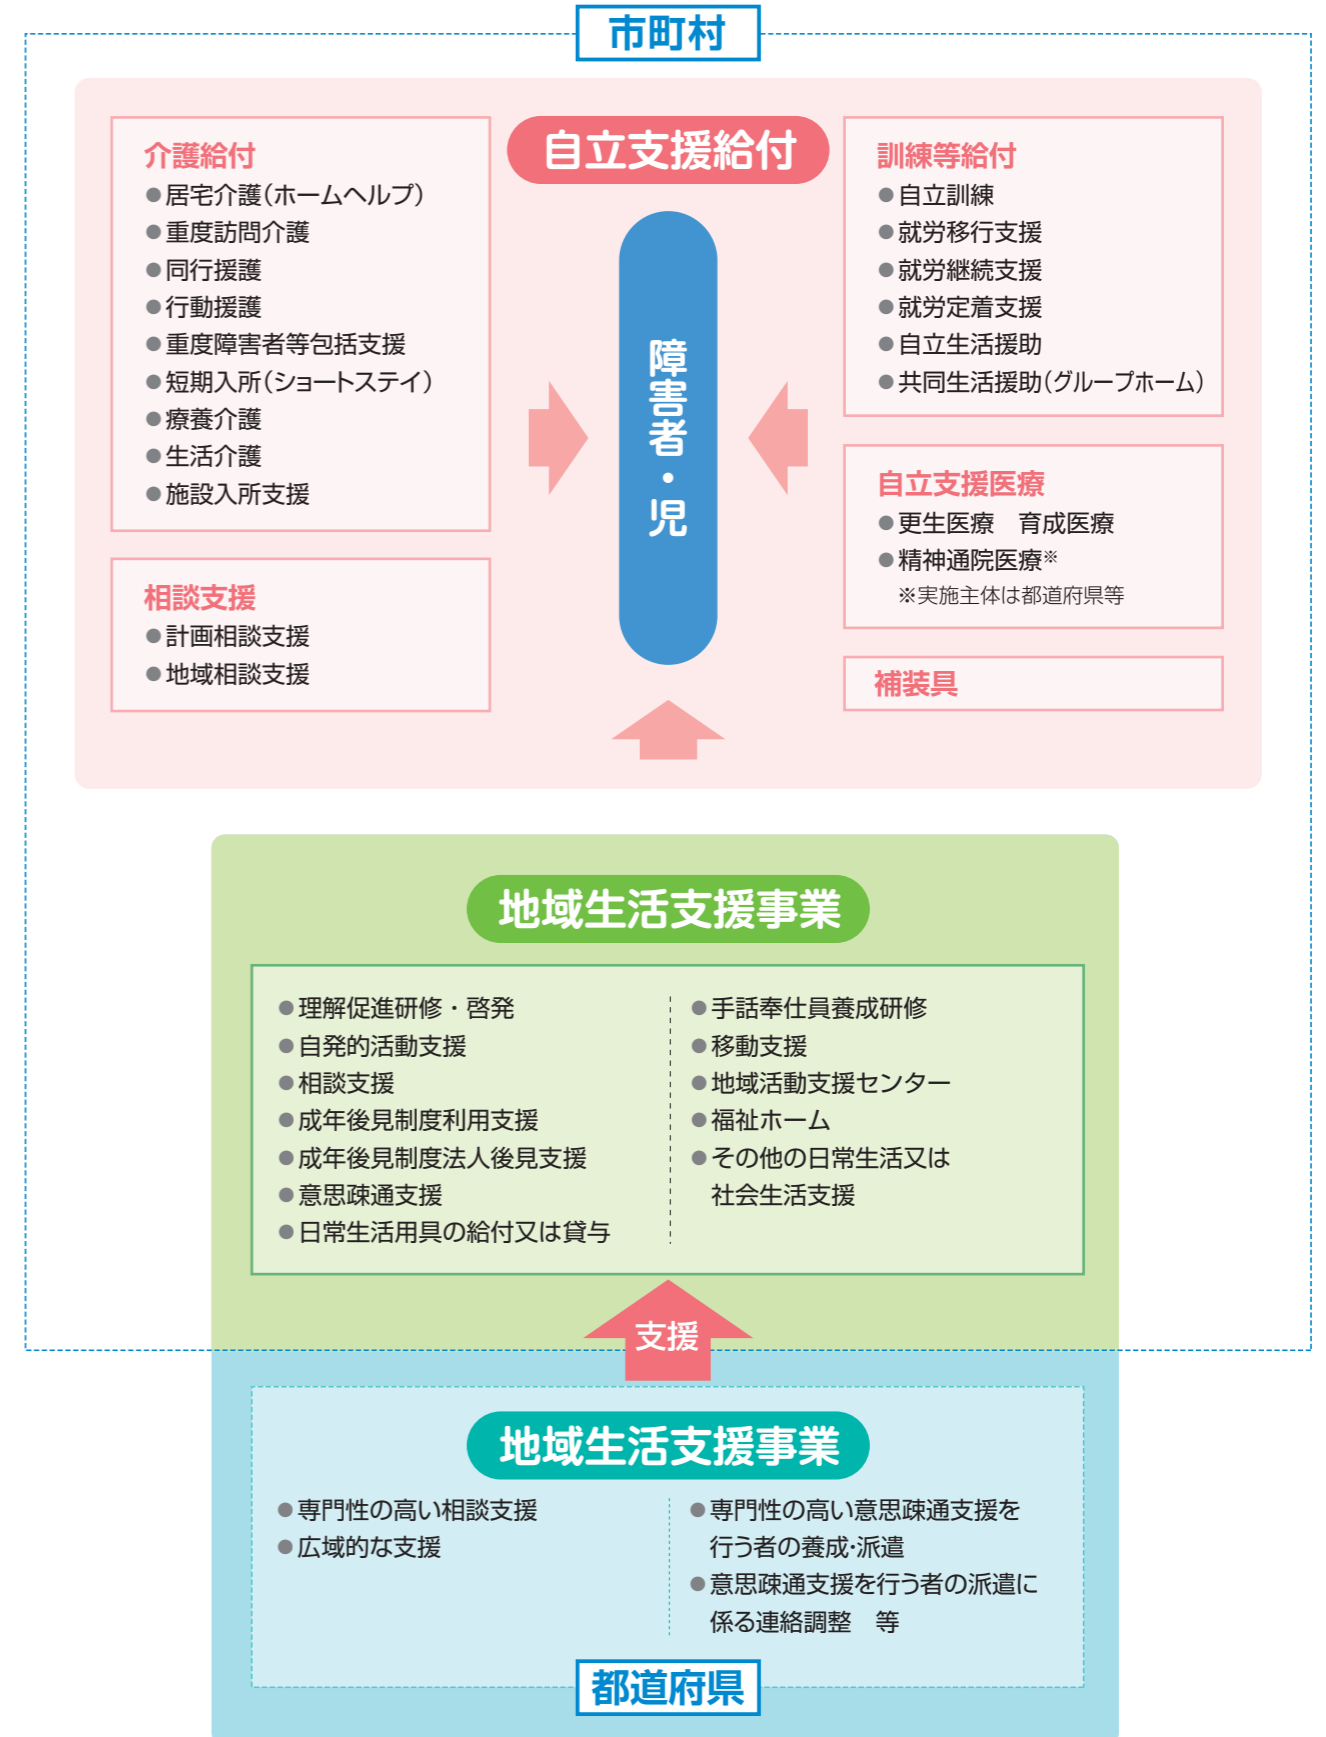 市町村
自立支援給付
介護給付
●居宅介護(ホームヘルプ)
●重度訪問介護
●同行援護
●行動援護
●重度障害者等包括支援
●短期入所(ショートステイ)
●療養介護
●生活介護
●施設入所支援
相談支援
●計画相談支援
●地域相談支援
障害者・児
訓練等給付
●自立訓練
●就労移行支援
●就労継続支援
●就労定着支援
●自立生活援助
●共同生活援助(グループホーム)
自立支援医療
●更生医療　育成医療
●精神通院医療※
※実施主体は都道府県等
補装具
地域生活支援事業
●理解促進研修・啓発
●自発的活動支援
●相談支援
●成年後見制度利用支援
●成年後見制度法人後見支援
●意思疎通支援
●日常生活用具の給付又は貸与
●手話奉仕員養成研修
●移動支援
●地域活動支援センター
●福祉ホーム
●その他の日常生活又は
社会生活支援
支援
地域生活支援事業
●専門性の高い相談支援
●広域的な支援
●専門性の高い意思疎通支援を
行う者の養成・派遣
●意思疎通支援を行う者の派遣に
係る連絡調整　等
都道府県